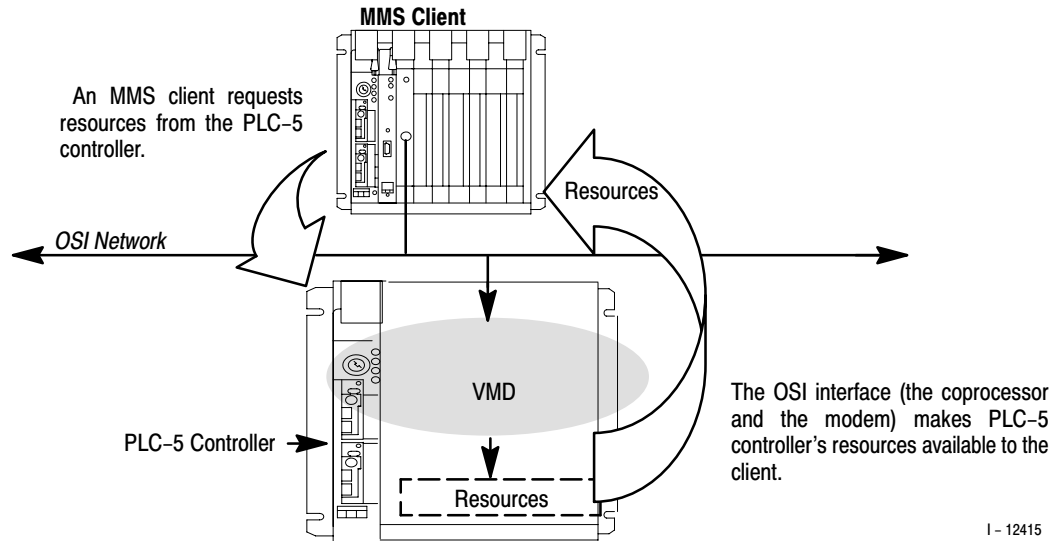 MMS Client
An MMS client requests
resources from the PLC–5
controller.
Resources
OSI Network
VMD
PLC–5 Controller
Resources
The OSI interface (the coprocessor
and the modem) makes PLC–5
controller's resources available to the
client.
I – 12415